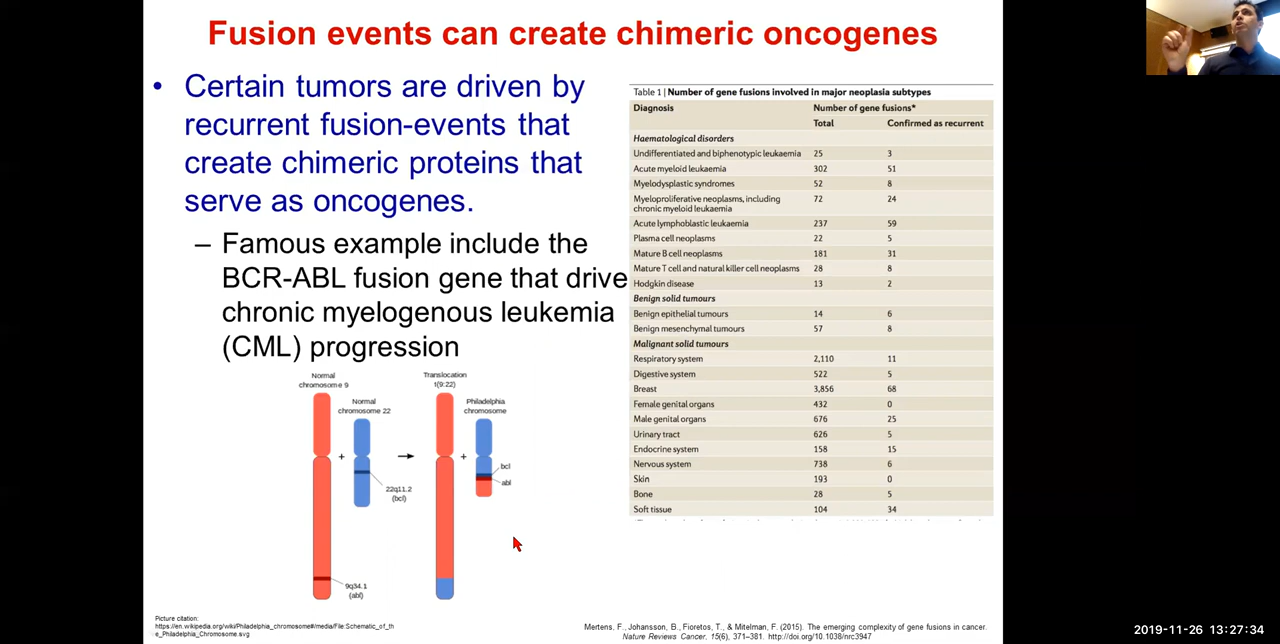 Fusion events can create chimeric oncogenes
• Certain tumors are driven by
recurrent fusion-events that
create chimeric proteins that
serve as oncogenes.
– Famous example include the
BCR-ABL fusion gene that drive
chronic myelogenous leukemia
(CML) progression
Table 1 | Number of gene fusions involved in major neoplasia subtypes
Diagnosis Number of gene fusions*
Total Confirmed as recurrent
Haematological disorders
Undifferentiated and biphenotypic leukaemia 25 3
Acute myeloid leukaemia 302 51
Myelodysplastic syndromes 52 8
Myeloproliferative neoplasms, including 72 24
chronic myeloid leukaemia
Acute lymphoblastic leukaemia 237 59
Plasma cell neoplasms 22 5
Mature B cell neoplasms 181 31
Mature T cell and natural killer cell neoplasms 28 8
Hodgkin disease 13 2
Benign solid tumours
Benign epithelial tumours 14 6
Benign mesenchymal tumours 57 8
Malignant solid tumours
Respiratory system 2,110 11
Digestive system 522 5
Breast 3,856 68
Female genital organs 432 0
Male genital organs 676 25
Urinary tract 626 5
Endocrine system 158 15
Nervous system 738 6
Skin 193 0
Bone 28 5
Soft tissue 104 34
Normal
chromosome 9
Normal
chromosome 22
Translocation
t(9:22)
Philadelphia
chromosome
+
+
bcl
abl
22q11.2
(bcl)
9q34.1
(abl)
Picture citation:
https://en.wikipedia.org/wiki/Philadelphia_chromosome#/media/File:Schematic_of_th
e_Philadelphia_Chromosome.svg
Mertens, F., Johansson, B., Fioretos, T., & Mitelman, F. (2015). The emerging complexity of gene fusions in cancer.
Nature Reviews Cancer, 15(6), 371–381. http://doi.org/10.1038/nrc3947
2019-11-26 13:27:34